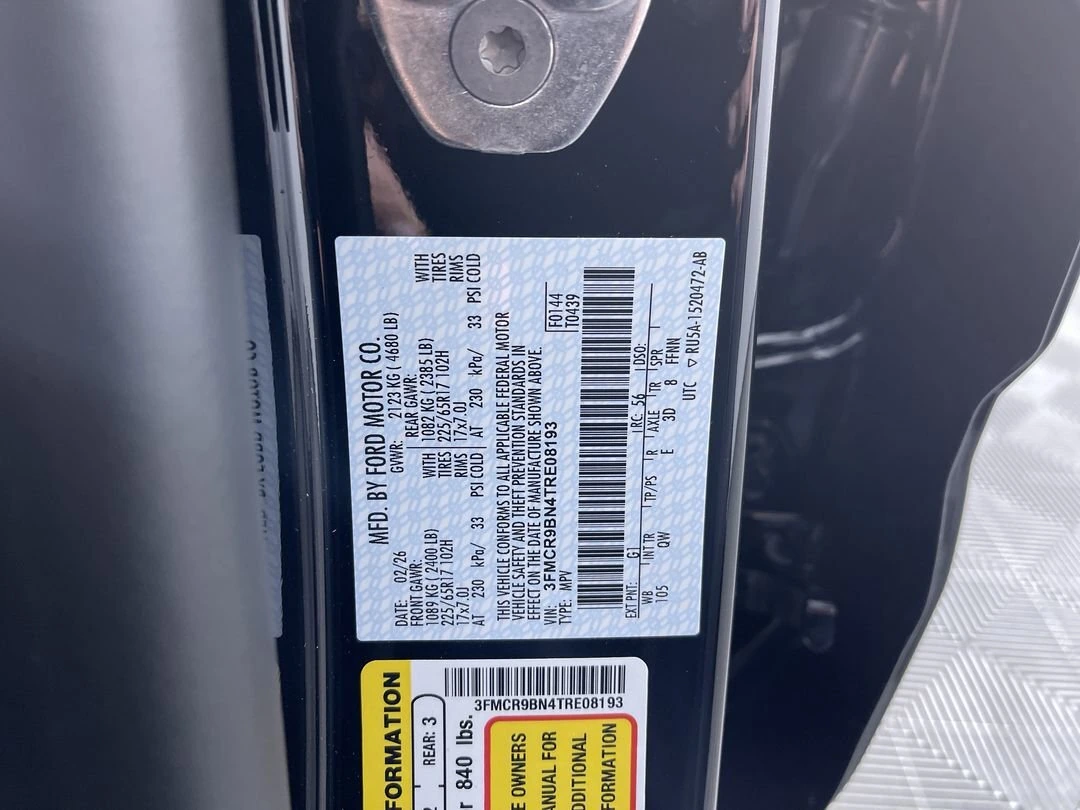 MFD. BY FORD MOTOR CO.
DATE: 02/26 GVWR: 2123 KG ( 4680 LB)
FRONT GAWR: REAR GAWR:
1089 KG ( 2400 LB) WITH 1082 KG ( 2385 LB) WITH
225/65R17 102H TIRES 225/65R17 102H TIRES
17x7.0J RIMS 17x7.0J RIMS
AT 230 kPa/ 33 PSI COLD AT 230 kPa/ 33 PSI COLD
THIS VEHICLE CONFORMS TO ALL APPLICABLE FEDERAL MOTOR
VEHICLE SAFETY AND THEFT PREVENTION STANDARDS IN
EFFECT ON THE DATE OF MANUFACTURE SHOWN ABOVE.
VIN: 3FMCR9BN4TRE08193 F0144
TYPE: MPV T0439
EXT PNT: G1 RC: 56 DSO:
WB INT TR TP/PS R AXLE TR SPR
105 QW E 3D 8 FFNN
UTC ▽ RU5A-1520472-AB
FORMATION
REAR: 3
r 840 lbs.
3FMCR9BN4TRE08193
E OWNERS
ANUAL FOR
DDITIONAL
FORMATION